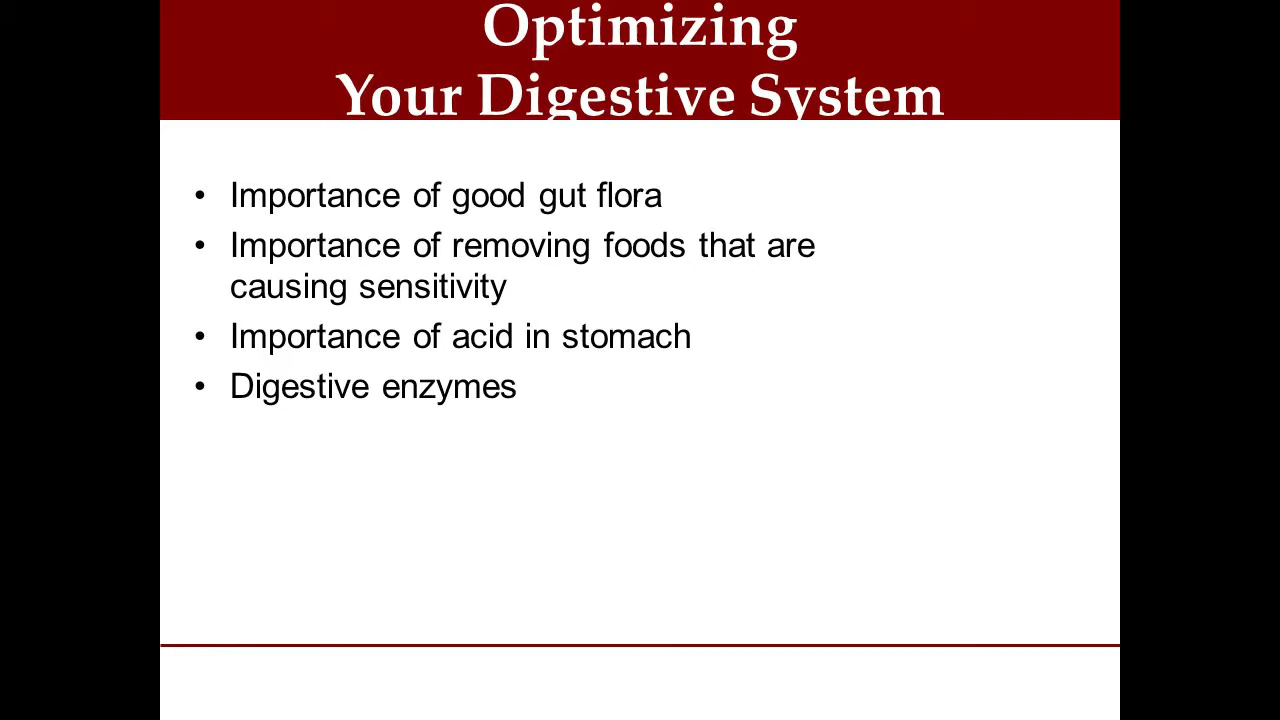 Optimizing
Your Digestive System
• Importance of good gut flora
• Importance of removing foods that are
causing sensitivity
• Importance of acid in stomach
• Digestive enzymes